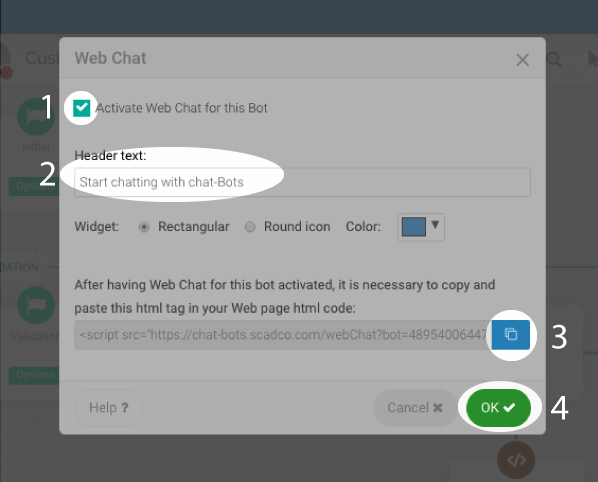 Web Chat
Cust
1
Activate Web Chat for this Bot
Initial
2
Header text:
Start chatting with chat-Bots
Options
Widget:
Rectangular
Round icon
Color:
DATION
After having Web Chat for this bot activated, it is necessary to copy and
paste this html tag in your Web page html code:
Validation
<script src="https://chat-bots.scadco.com/webChat?bot=48954006447
3
Options
Help ?
Cancel
OK
4